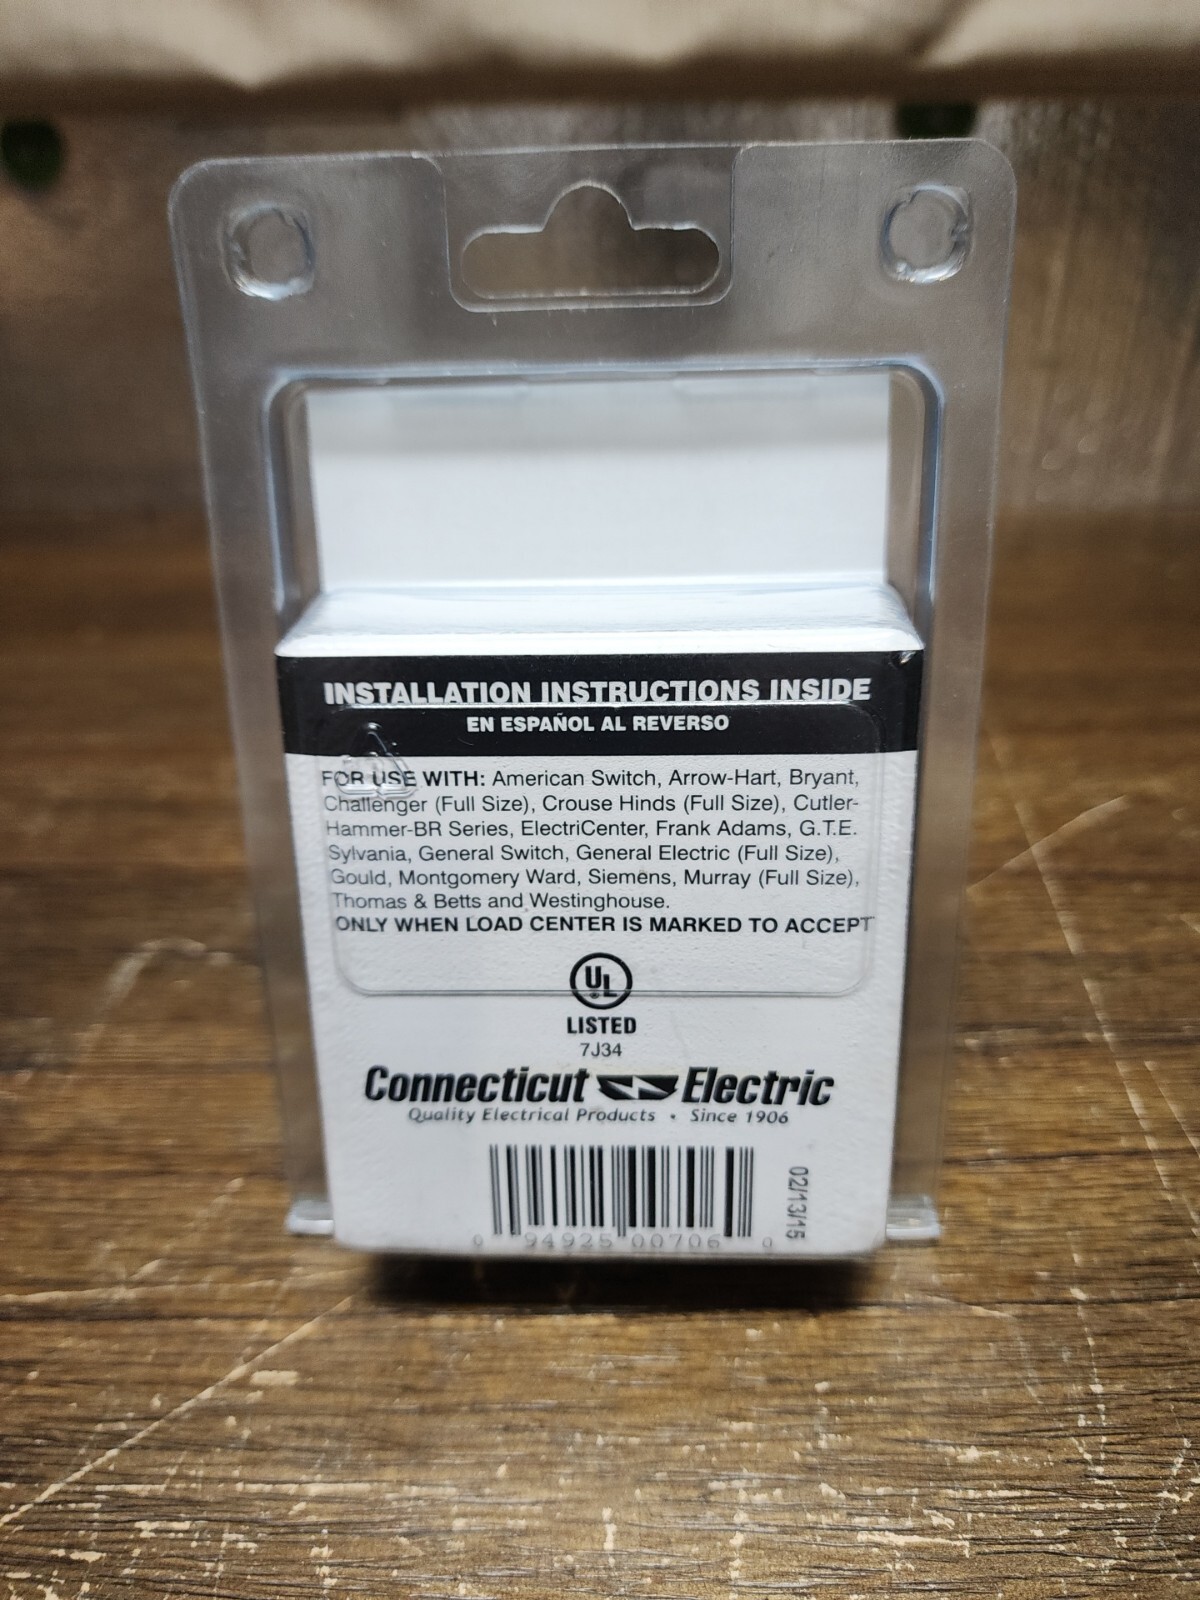 INSTALLATION INSTRUCTIONS INSIDE
EN ESPAÑOL AL REVERSO
FOR USE WITH: American Switch, Arrow-Hart, Bryant,
Challenger (Full Size), Crouse Hinds (Full Size), Cutler-
Hammer-BR Series, ElectriCenter, Frank Adams, G.T.E.
Sylvania, General Switch, General Electric (Full Size),
Gould, Montgomery Ward, Siemens, Murray (Full Size),
Thomas & Betts and Westinghouse.
ONLY WHEN LOAD CENTER IS MARKED TO ACCEPT
UL
®
LISTED
7J34
Connecticut Electric
Quality Electrical Products • Since 1906
0 94925 00706 0
02/13/15